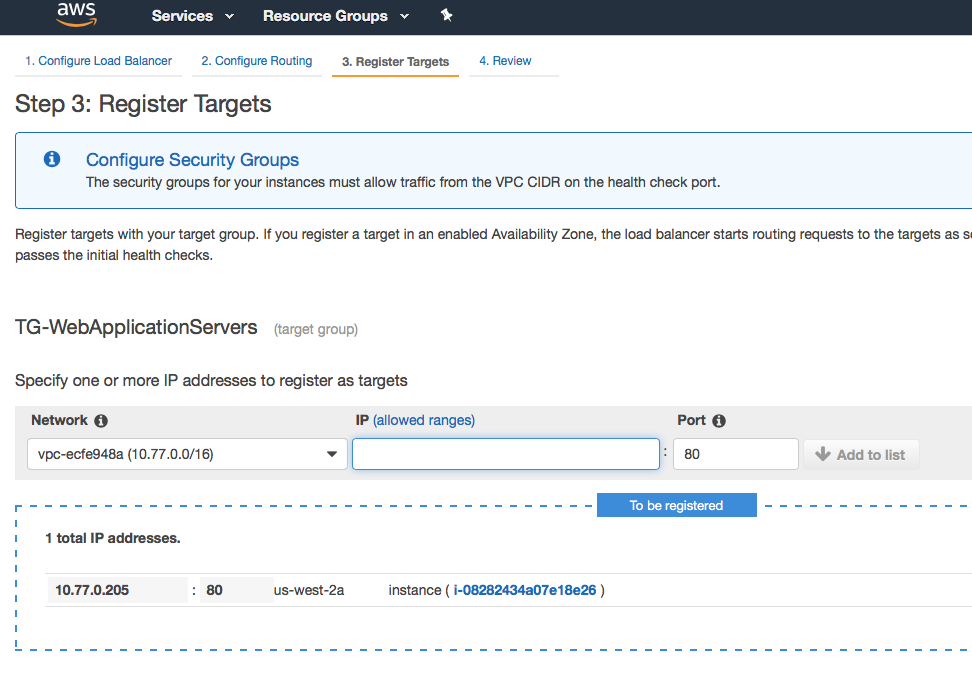 aws
Services
Resource Groups
1. Configure Load Balancer
2. Configure Routing
3. Register Targets
4. Review
Step 3: Register Targets
Configure Security Groups
The security groups for your instances must allow traffic from the VPC CIDR on the health check port.
Register targets with your target group. If you register a target in an enabled Availability Zone, the load balancer starts routing requests to the targets as
passes the initial health checks.
TG-WebApplicationServers (target group)
Specify one or more IP addresses to register as targets
Network
IP (allowed ranges)
Port
vpc-ecfe948a (10.77.0.0/16)
:
80
Add to list
To be registered
1 total IP addresses.
10.77.0.205 : 80 us-west-2a instance ( i-08282434a07e18e26 )